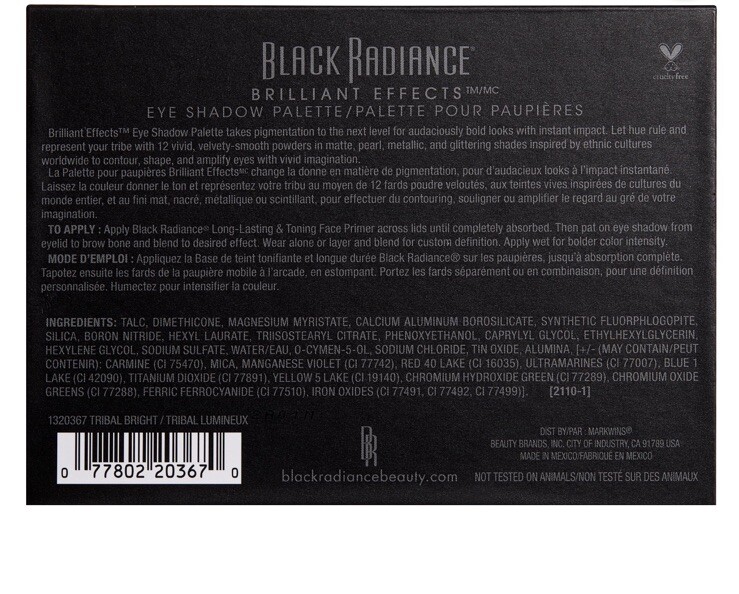 BLACK RADIANCE®
cruelty free
BRILLIANT EFFECTS™/MC
EYE SHADOW PALETTE/PALETTE POUR PAUPIÈRES
Brilliant Effects™ Eye Shadow Palette takes pigmentation to the next level for audaciously bold looks with instant impact. Let hue rule and
represent your tribe with 12 vivid, velvety-smooth powders in matte, pearl, metallic, and glittering shades inspired by ethnic cultures
worldwide to contour, shape, and amplify eyes with vivid imagination.
La Palette pour paupières Brilliant Effectsᴹᶜ change la donne en matière de pigmentation, pour d'audacieux looks à l'impact instantané.
Laissez la couleur donner le ton et représentez votre tribu au moyen de 12 fards poudre veloutés, aux teintes vives inspirées de cultures du
monde entier, et au fini mat, nacré, métallique ou scintillant, pour effectuer du contouring, souligner ou amplifier le regard au gré de votre
imagination.
TO APPLY : Apply Black Radiance® Long-Lasting & Toning Face Primer across lids until completely absorbed. Then pat on eye shadow from
eyelid to brow bone and blend to desired effect. Wear alone or layer and blend for custom definition. Apply wet for bolder color intensity.
MODE D'EMPLOI : Appliquez la Base de teint tonifiante et longue durée Black Radiance® sur les paupières, jusqu'à absorption complète.
Tapotez ensuite les fards de la paupière mobile à l'arcade, en estompant. Portez les fards séparément ou en combinaison, pour une définition
personnalisée. Humectez pour intensifier la couleur.
INGREDIENTS: TALC, DIMETHICONE, MAGNESIUM MYRISTATE, CALCIUM ALUMINUM BOROSILICATE, SYNTHETIC FLUORPHLOGOPITE,
SILICA, BORON NITRIDE, HEXYL LAURATE, TRIISOSTEARYL CITRATE, PHENOXYETHANOL, CAPRYLYL GLYCOL, ETHYLHEXYLGLYCERIN,
HEXYLENE GLYCOL, SODIUM SULFATE, WATER/EAU, O-CYMEN-5-OL, SODIUM CHLORIDE, TIN OXIDE, ALUMINA, [+/- (MAY CONTAIN/PEUT
CONTENIR): CARMINE (CI 75470), MICA, MANGANESE VIOLET (CI 77742), RED 40 LAKE (CI 16035), ULTRAMARINES (CI 77007), BLUE 1
LAKE (CI 42090), TITANIUM DIOXIDE (CI 77891), YELLOW 5 LAKE (CI 19140), CHROMIUM HYDROXIDE GREEN (CI 77289), CHROMIUM OXIDE
GREENS (CI 77288), FERRIC FERROCYANIDE (CI 77510), IRON OXIDES (CI 77491, CI 77492, CI 77499)]. [2110-1]
1320367 TRIBAL BRIGHT / TRIBAL LUMINEUX
0 77802 20367 0
BR
blackradiancebeauty.com
DIST BY/PAR : MARKWINS®
BEAUTY BRANDS, INC. CITY OF INDUSTRY, CA 91789 USA
MADE IN MEXICO/FABRIQUÉ EN MEXICO
NOT TESTED ON ANIMALS/NON TESTÉ SUR DES ANIMAUX